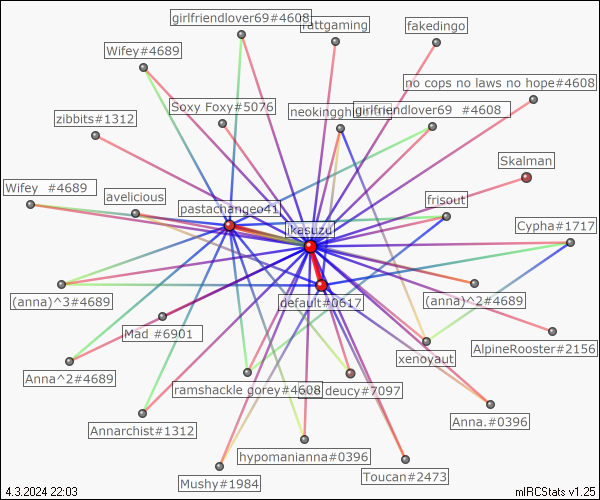 girlfriendlover69#4608
rattgaming
fakedingo
Wifey#4689
no cops no laws no hope#4608
Soxy Foxy#5076
girlfriendlover69 #4608
zibbits#1312
Skalman
Wifey #4689
avelicious
pastachangeo41
frisout
Cypha#1717
ikasuzu
(anna)^3#4689
default#0617
(anna)^2#4689
Mad #6901
AlpineRooster#2156
xenoyaut
Anna^2#4689
ramshackle gorey#4608
deucy#7097
Annarchist#1312
Anna.#0396
hypomanianna#0396
Mushy#1984
Toucan#2473
4.3.2024 22:03
mIRCStats v1.25